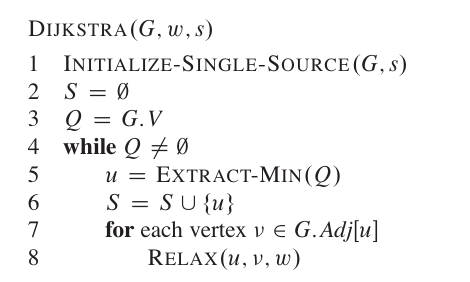 DIJKSTRA(G, w, s)
1 INITIALIZE-SINGLE-SOURCE(G, s)
2 S = ∅
3 Q = G.V
4 while Q ≠ ∅
5 u = EXTRACT-MIN(Q)
6 S = S ∪ {u}
7 for each vertex v ∈ G.Adj[u]
8 RELAX(u, v, w)